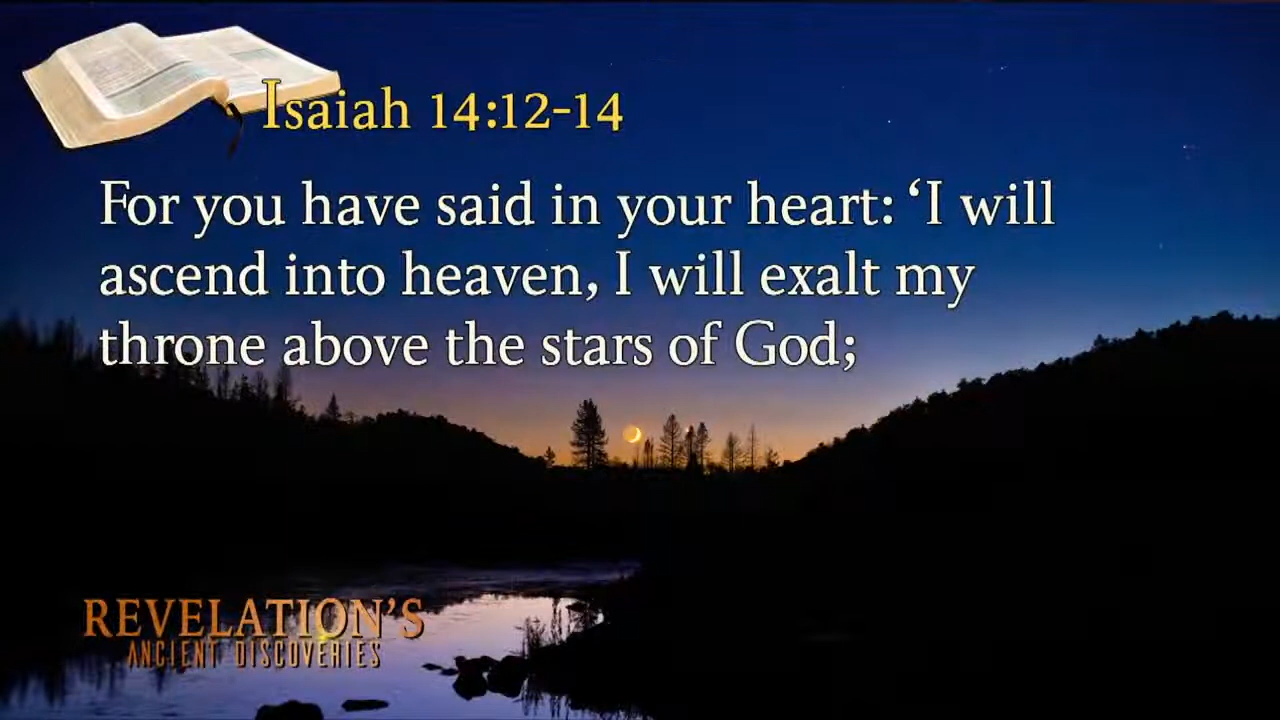 Isaiah 14:12-14
For you have said in your heart: ‘I will
ascend into heaven, I will exalt my
throne above the stars of God;
REVELATION’S
ANCIENT DISCOVERIES